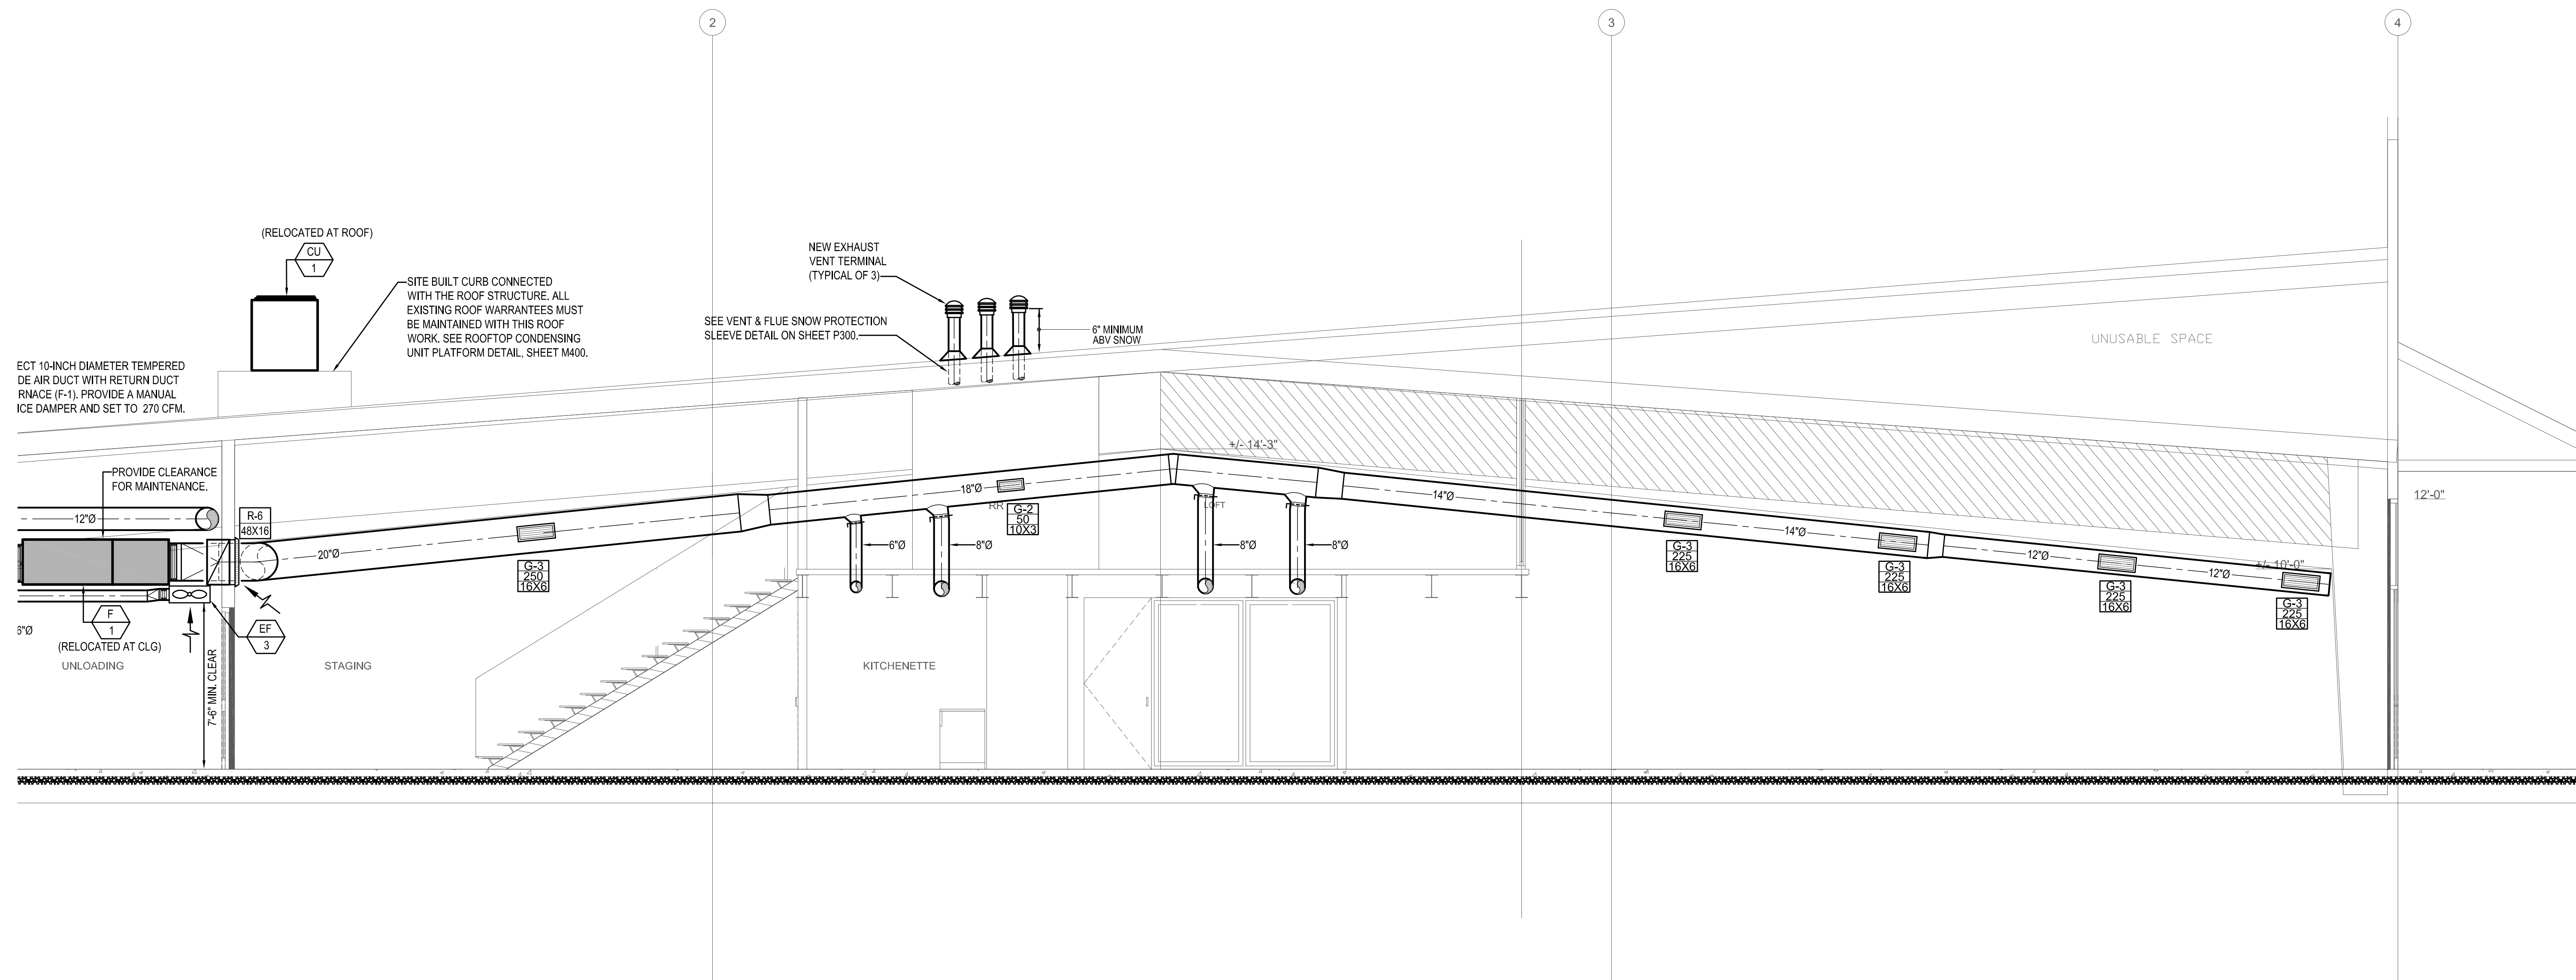 2
3
4
(RELOCATED AT ROOF)
CU
1
SITE BUILT CURB CONNECTED
WITH THE ROOF STRUCTURE. ALL
EXISTING ROOF WARRANTEES MUST
BE MAINTAINED WITH THIS ROOF
WORK. SEE ROOFTOP CONDENSING
UNIT PLATFORM DETAIL, SHEET M400.
NEW EXHAUST
VENT TERMINAL
(TYPICAL OF 3)
SEE VENT & FLUE SNOW PROTECTION
SLEEVE DETAIL ON SHEET P300.
6" MINIMUM
ABV SNOW
UNUSABLE SPACE
ECT 10-INCH DIAMETER TEMPERED
DE AIR DUCT WITH RETURN DUCT
RNACE (F-1). PROVIDE A MANUAL
ICE DAMPER AND SET TO 270 CFM.
PROVIDE CLEARANCE
FOR MAINTENANCE.
12"Ø
R-6
48X16
20"Ø
G-3
250
16X6
18"Ø
RR
G-2
50
10X3
6"Ø
8"Ø
+/- 14'-3"
LOFT
8"Ø
8"Ø
14"Ø
G-3
225
16X6
14"Ø
G-3
225
16X6
12"Ø
G-3
225
16X6
12"Ø
+/- 10'-0"
G-3
225
16X6
12'-0"
6"Ø
F
1
(RELOCATED AT CLG)
EF
3
UNLOADING
7'-6" MIN. CLEAR
STAGING
KITCHENETTE